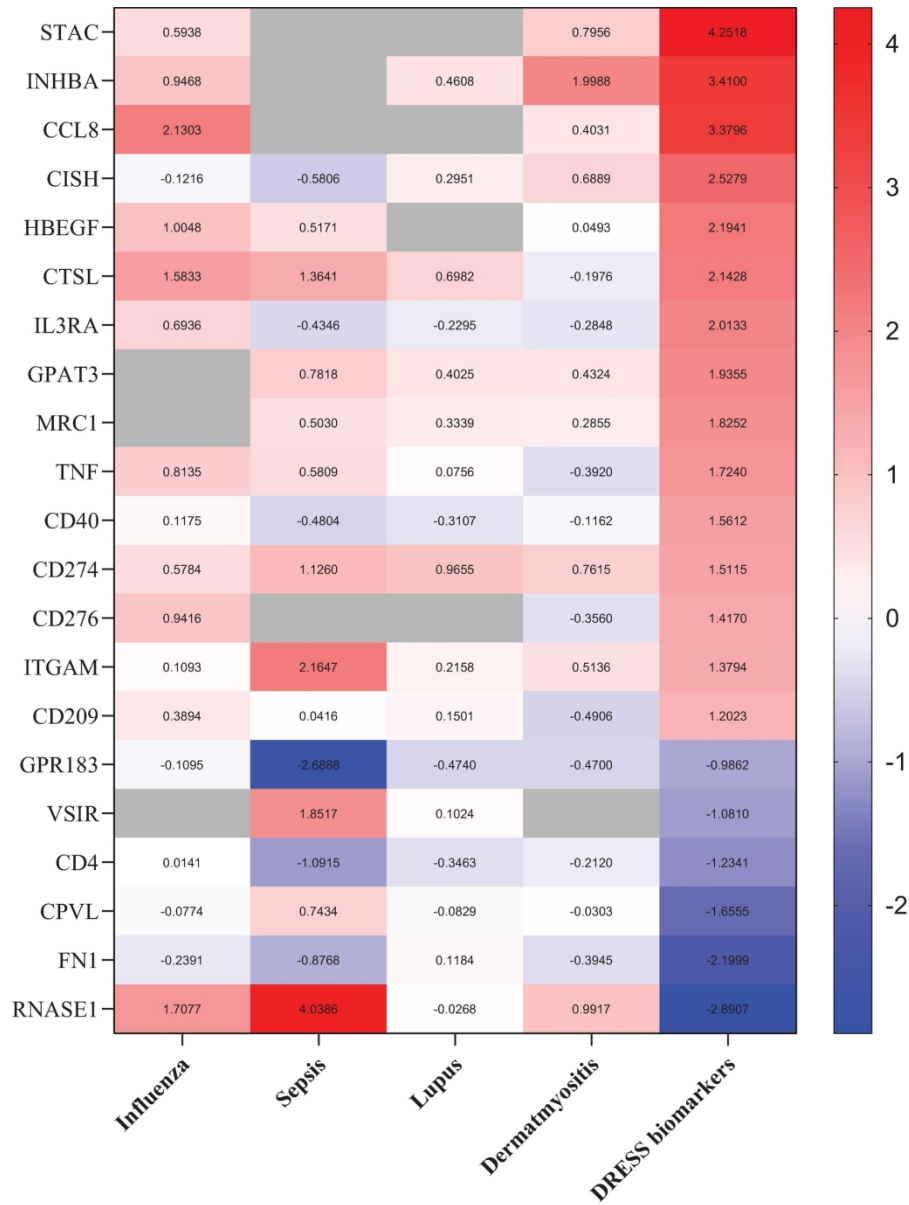 STAC 0.5938 0.7956 4.2518
INHBA 0.9468 0.4608 1.9988 3.4100
CCL8 2.1303 0.4031 3.3796
CISH -0.1216 -0.5806 0.2951 0.6889 2.5279
HBEGF 1.0048 0.5171 0.0493 2.1941
CTSL 1.5833 1.3641 0.6982 -0.1976 2.1428
IL3RA 0.6936 -0.4346 -0.2295 -0.2848 2.0133
GPAT3 0.7818 0.4025 0.4324 1.9355
MRC1 0.5030 0.3339 0.2855 1.8252
TNF 0.8135 0.5809 0.0756 -0.3920 1.7240
CD40 0.1175 -0.4804 -0.3107 -0.1162 1.5612
CD274 0.5784 1.1260 0.9655 0.7615 1.5115
CD276 0.9416 -0.3560 1.4170
ITGAM 0.1093 2.1647 0.2158 0.5136 1.3794
CD209 0.3894 0.0416 0.1501 -0.4906 1.2023
GPR183 -0.1095 -2.6888 -0.4740 -0.4700 -0.9862
VSIR 1.8517 0.1024 -1.0810
CD4 0.0141 -1.0915 -0.3463 -0.2120 -1.2341
CPVL -0.0774 0.7434 -0.0829 -0.0303 -1.6555
FN1 -0.2391 -0.8768 0.1184 -0.3945 -2.1999
RNASE1 1.7077 4.0386 -0.0268 0.9917 -2.8907
Influenza
Sepsis
Lupus
Dermatmyositis
DRESS biomarkers
4
3
2
1
0
-1
-2